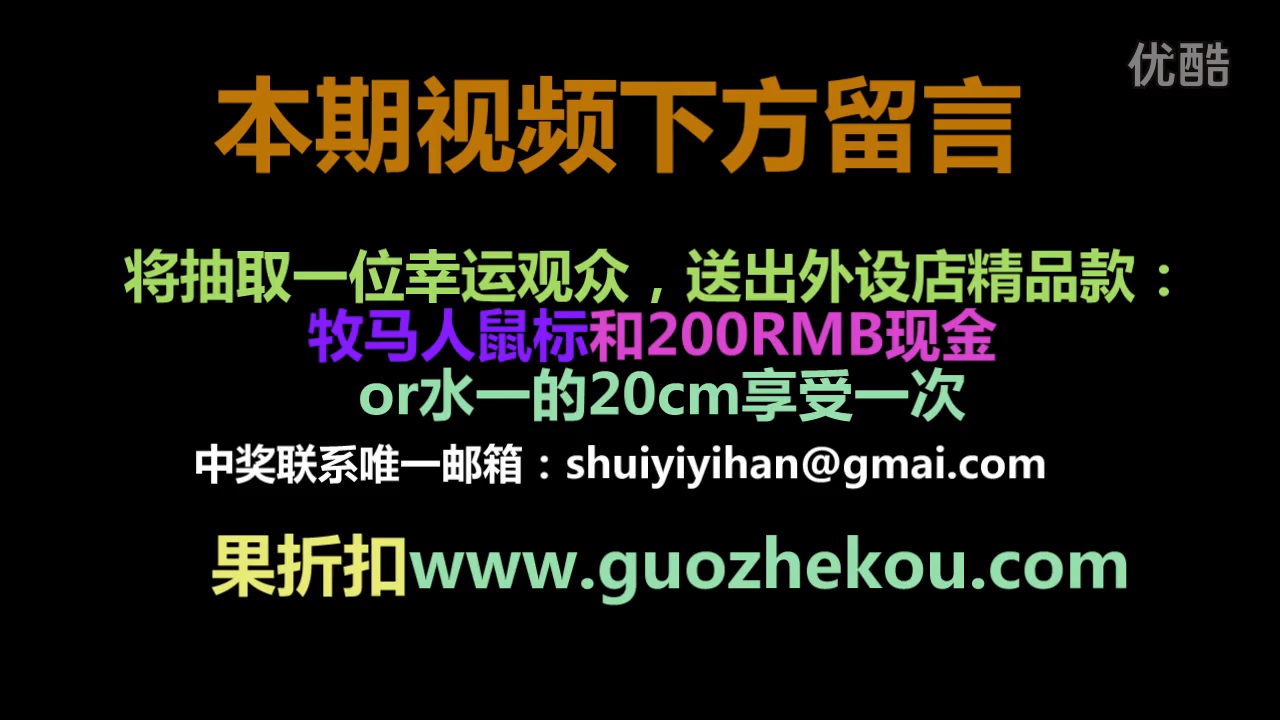 优酷
本期视频下方留言
将抽取一位幸运观众，送出外设店精品款：
牧马人鼠标和200RMB现金
or水一的20cm享受一次
中奖联系唯一邮箱：shuiyiyihan@gmai.com
果折扣www.guozhekou.com